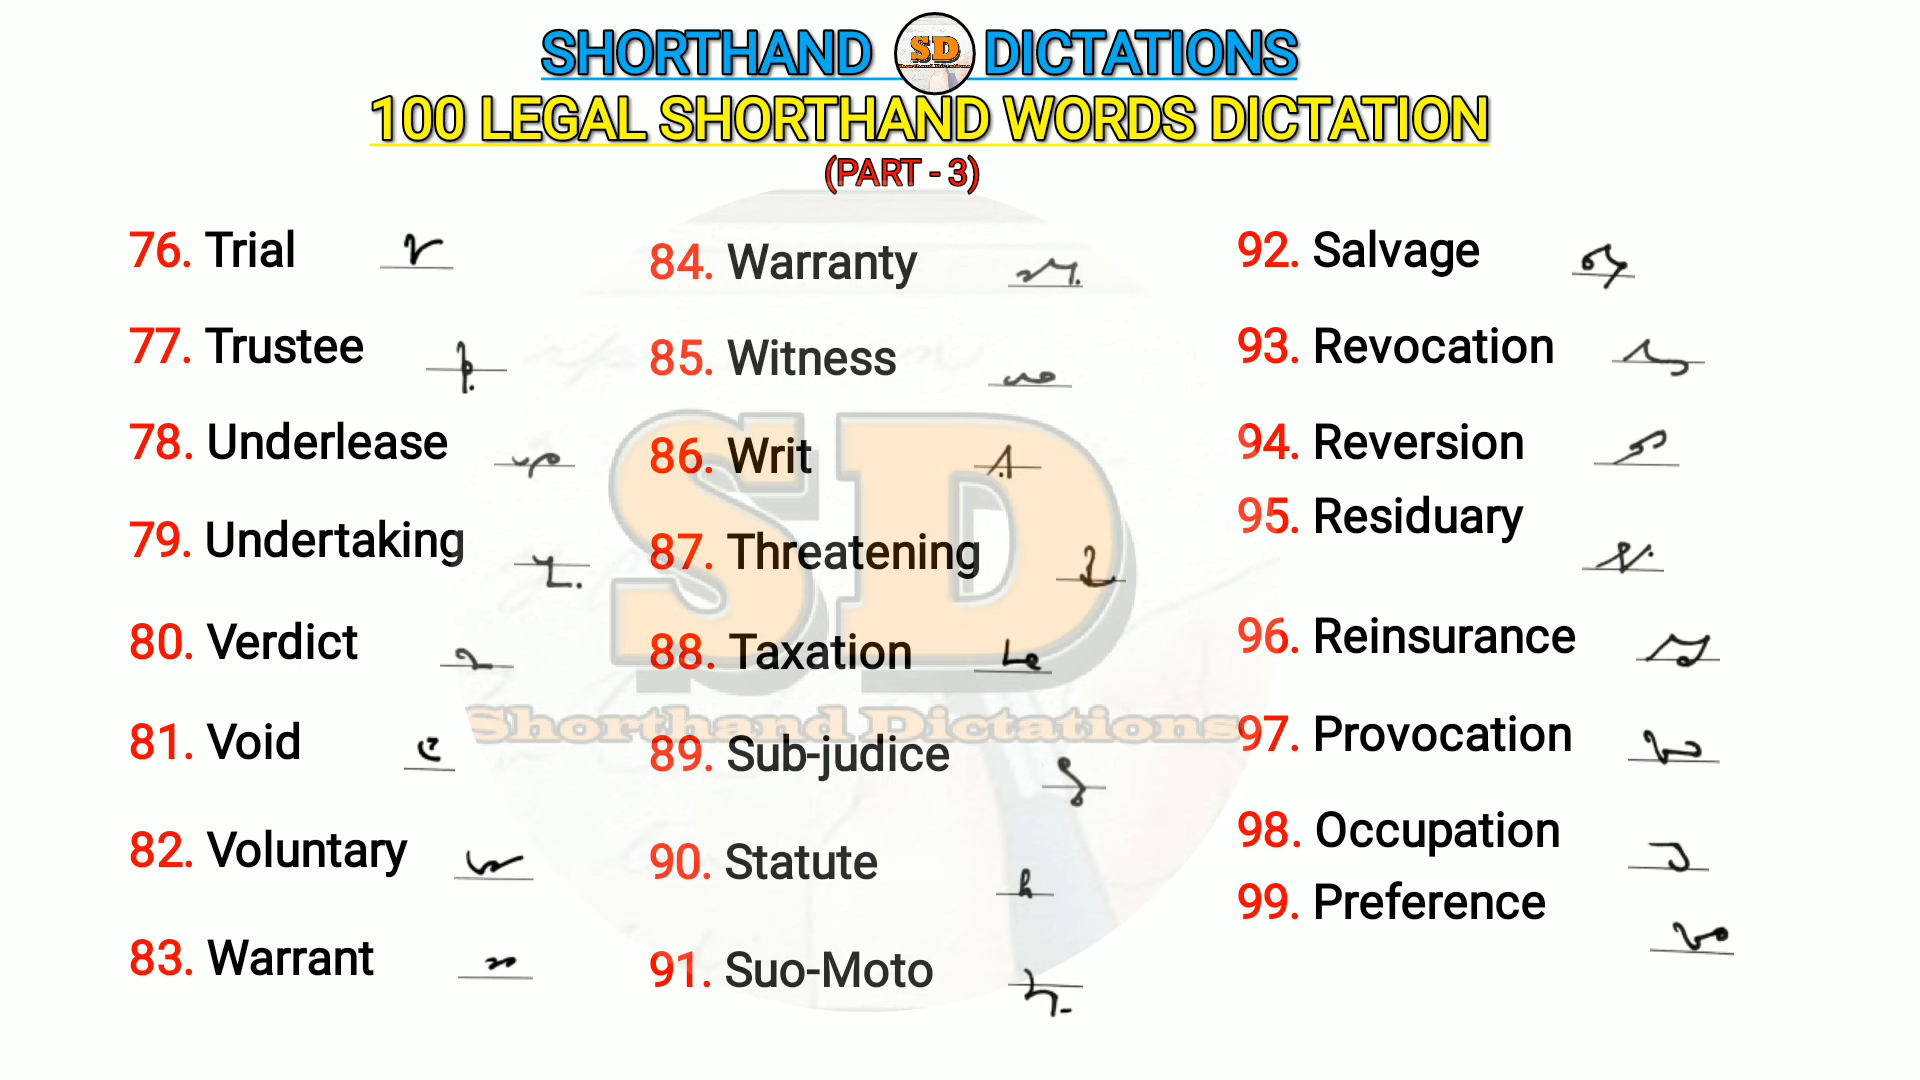 SHORTHAND SD DICTATIONS
100 LEGAL SHORTHAND WORDS DICTATION
(PART - 3)
76. Trial
77. Trustee
78. Underlease
79. Undertaking
80. Verdict
81. Void
82. Voluntary
83. Warrant
84. Warranty
85. Witness
86. Writ
87. Threatening
88. Taxation
89. Sub-judice
90. Statute
91. Suo-Moto
92. Salvage
93. Revocation
94. Reversion
95. Residuary
96. Reinsurance
97. Provocation
98. Occupation
99. Preference
SD
Shorthand Dictations